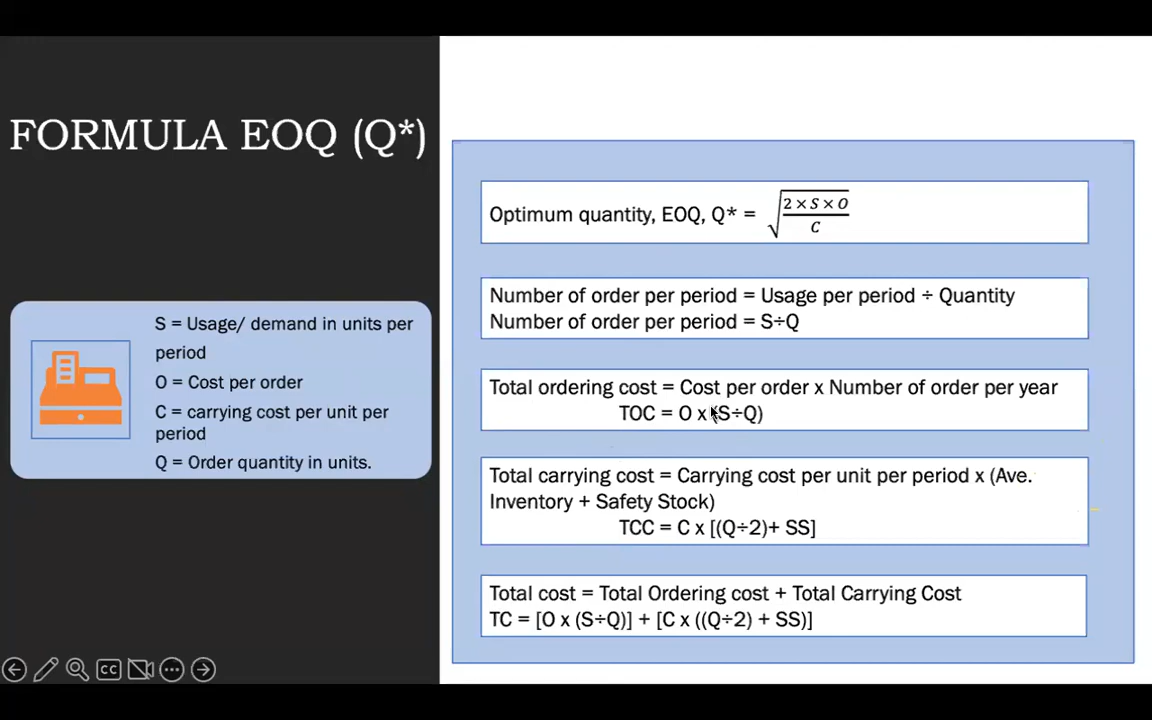 FORMULA EOQ (Q*)
S = Usage/ demand in units per
period
O = Cost per order
C = carrying cost per unit per
period
Q = Order quantity in units.
Optimum quantity, EOQ, Q* = √((2 × S × O)/C)
Number of order per period = Usage per period ÷ Quantity
Number of order per period = S÷Q
Total ordering cost = Cost per order x Number of order per year
TOC = O x (S÷Q)
Total carrying cost = Carrying cost per unit per period x (Ave.
Inventory + Safety Stock)
TCC = C x [(Q÷2)+ SS]
Total cost = Total Ordering cost + Total Carrying Cost
TC = [O x (S÷Q)] + [C x ((Q÷2) + SS)]
CC